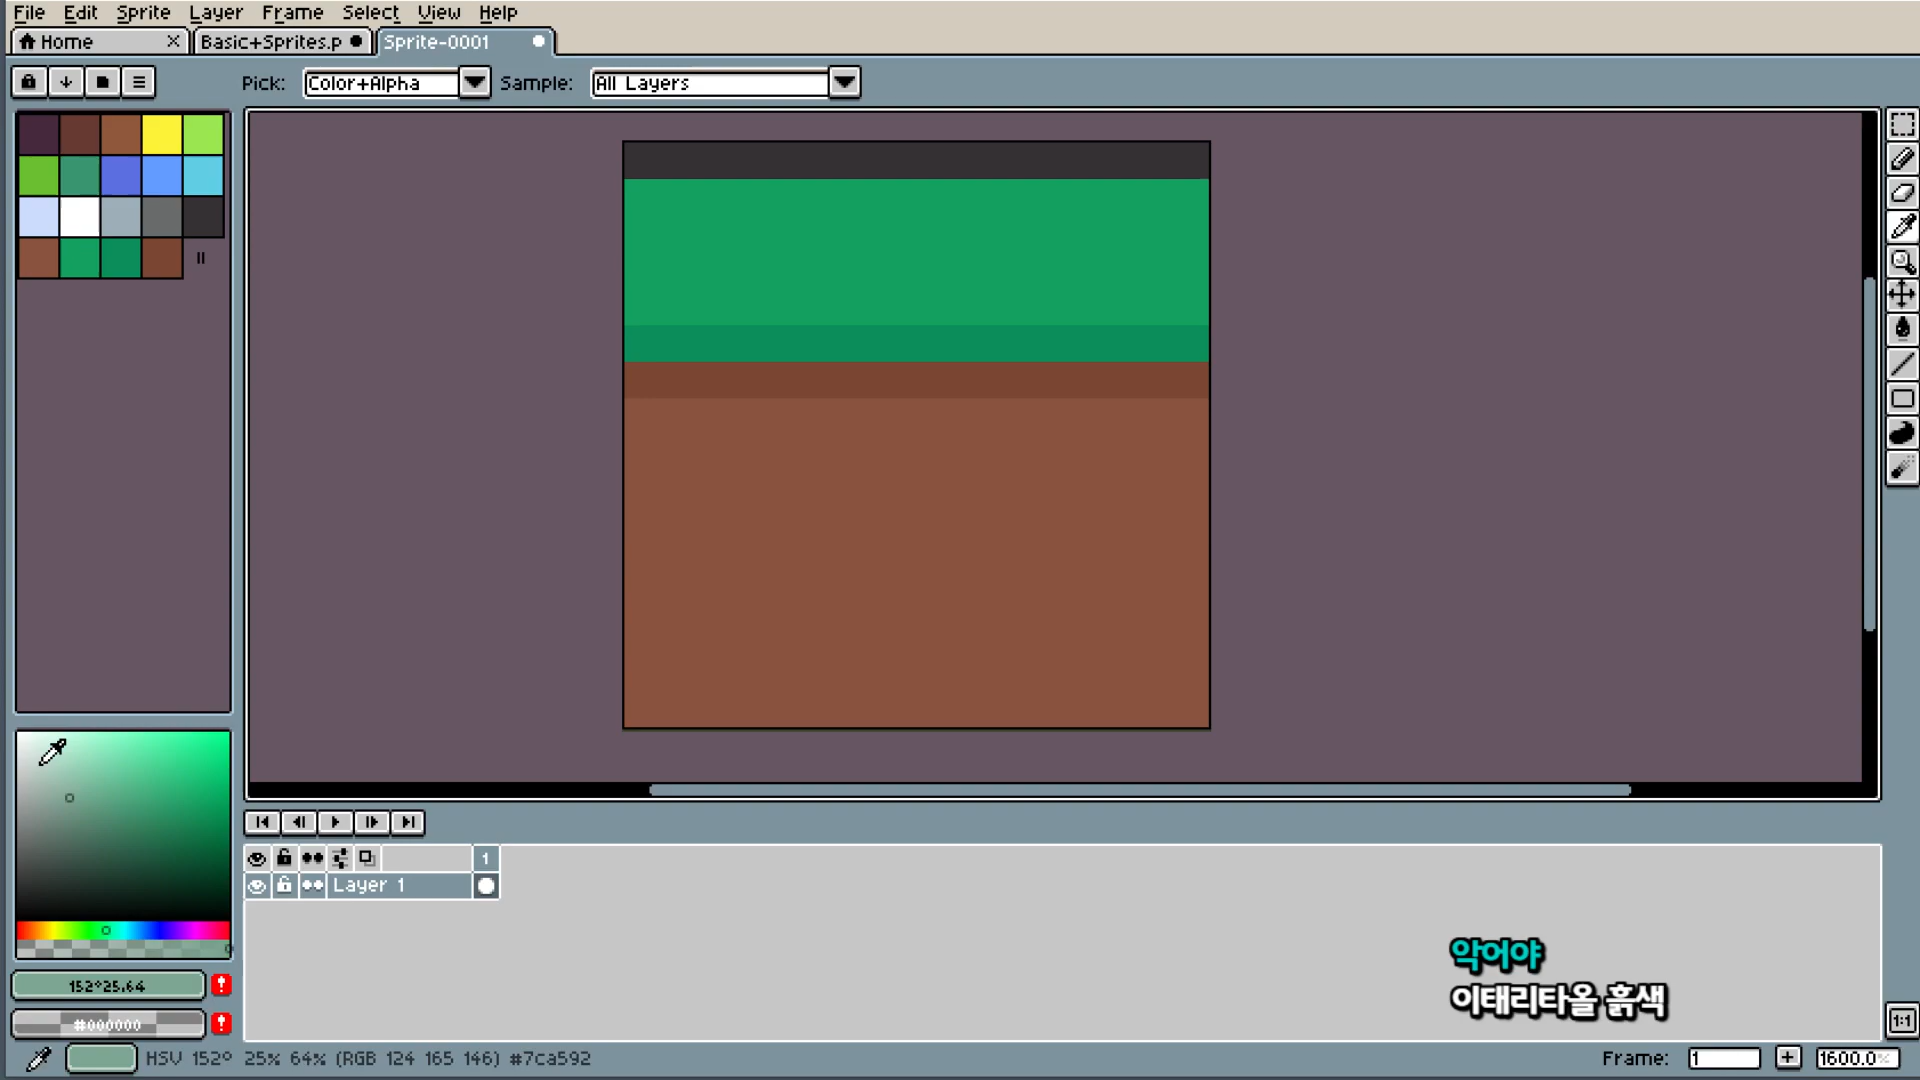 File Edit Sprite Layer Frame Select View Help
Home Basic+Sprites.p Sprite-0001
Pick: Color+Alpha Sample: All Layers
1
Layer 1
악어야
이태리타올 흙색
152°25.64
#000000
1:1
HSV 152° 25% 64% (RGB 124 165 146) #7ca592
Frame: 1 1600.0%